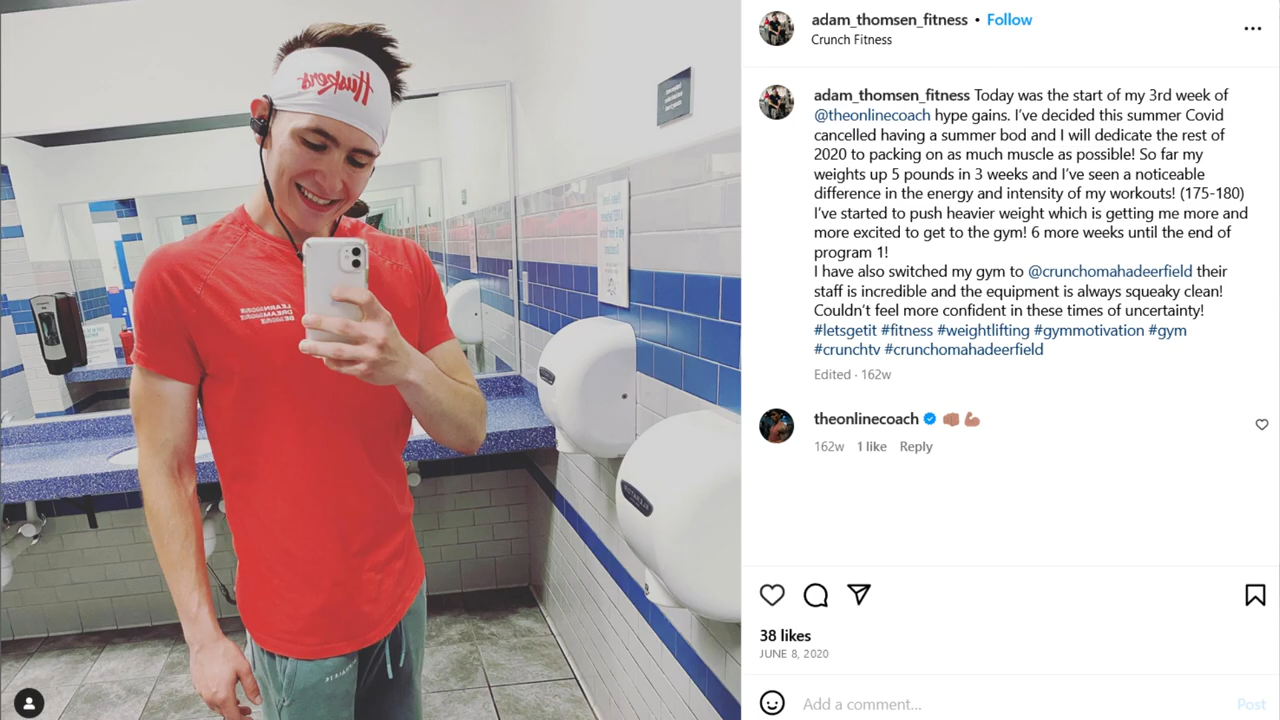 adam_thomsen_fitness • Follow
Crunch Fitness
adam_thomsen_fitness Today was the start of my 3rd week of
@theonlinecoach hype gains. I've decided this summer Covid
cancelled having a summer bod and I will dedicate the rest of
2020 to packing on as much muscle as possible! So far my
weights up 5 pounds in 3 weeks and I've seen a noticeable
difference in the energy and intensity of my workouts! (175-180)
I've started to push heavier weight which is getting me more and
more excited to get to the gym! 6 more weeks until the end of
program 1!
I have also switched my gym to @crunchomahadeerfield their
staff is incredible and the equipment is always squeaky clean!
Couldn't feel more confident in these times of uncertainty!
#letsgetit #fitness #weightlifting #gymmotivation #gym
#crunchtv #crunchomahadeerfield
Edited · 162w
theonlinecoach 👊🏽 💪🏽
162w 1 like Reply
38 likes
JUNE 8, 2020
Add a comment...
Post
Huskers
XLERATOR